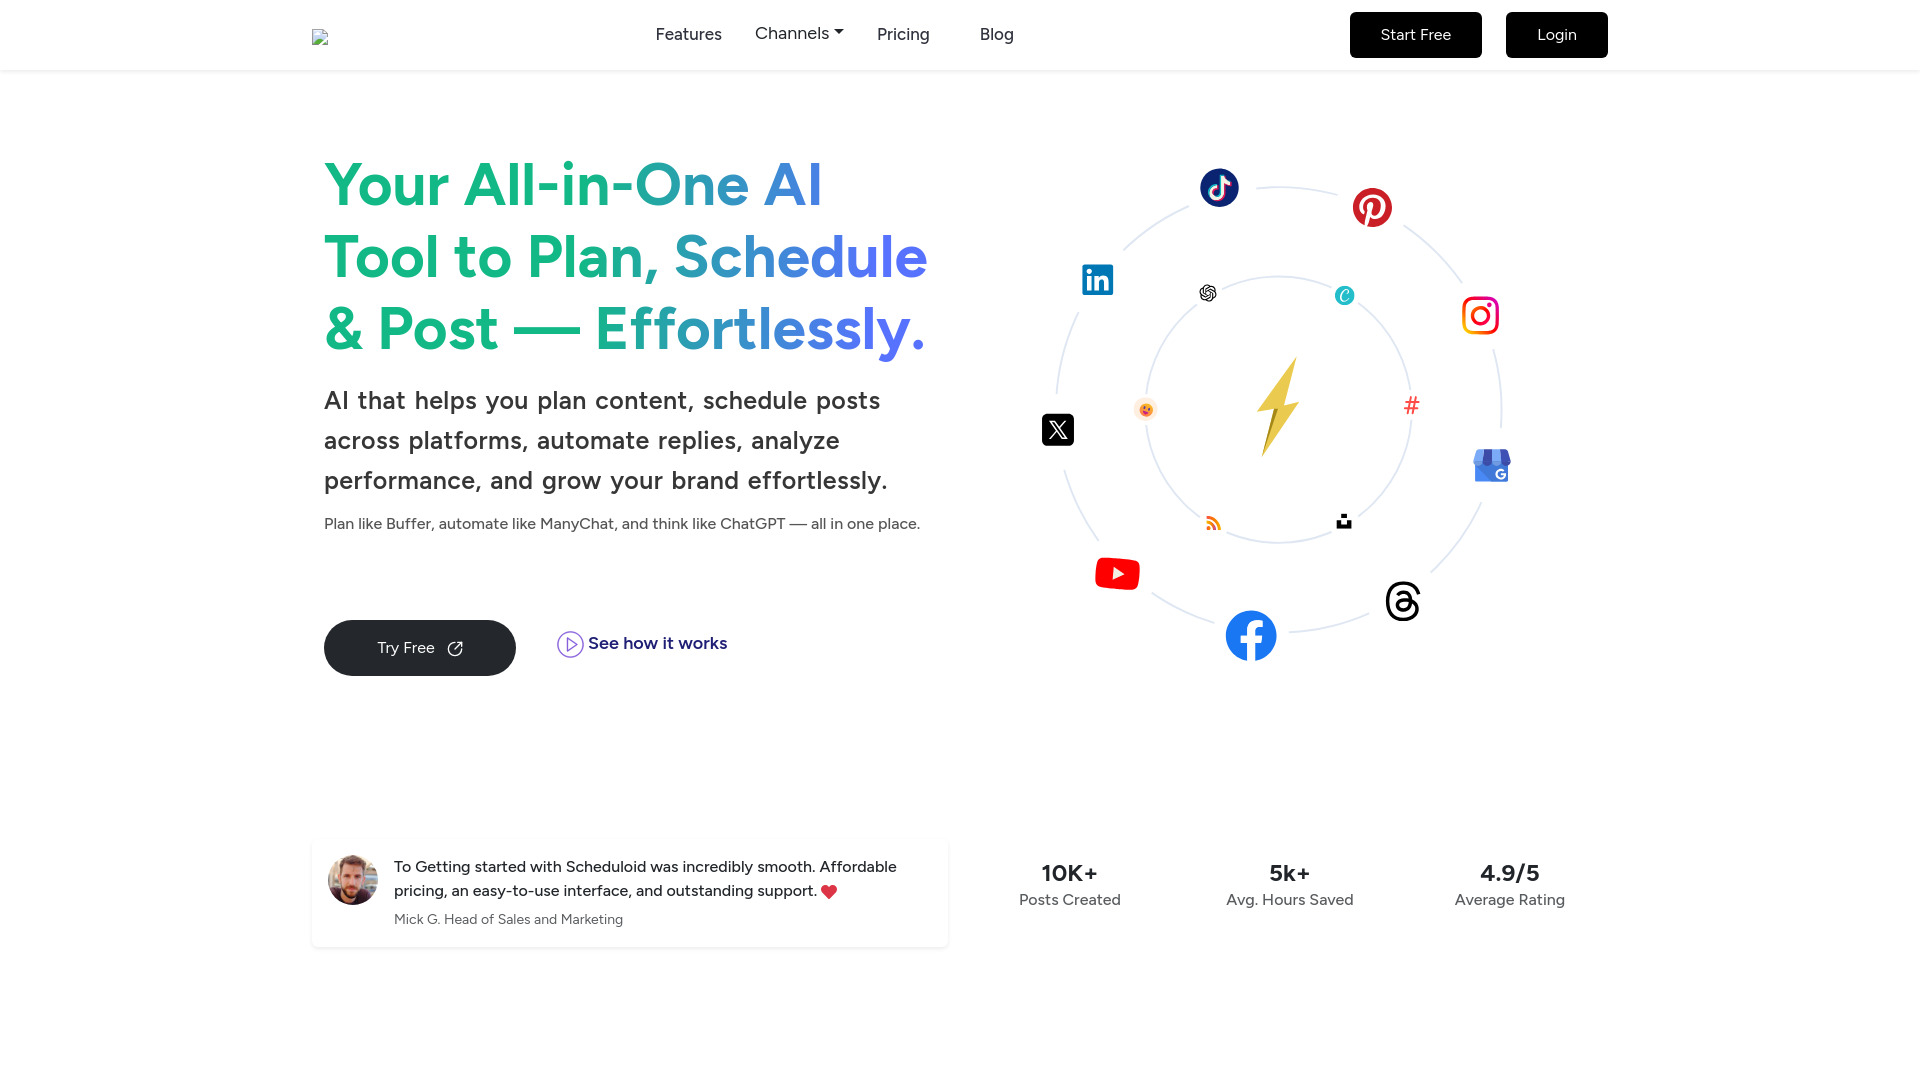 Features
Channels
Pricing
Blog
Start Free
Login
Your All-in-One AI
Tool to Plan, Schedule
& Post — Effortlessly.
AI that helps you plan content, schedule posts
across platforms, automate replies, analyze
performance, and grow your brand effortlessly.
Plan like Buffer, automate like ManyChat, and think like ChatGPT — all in one place.
Try Free
See how it works
To Getting started with Scheduloid was incredibly smooth. Affordable
pricing, an easy-to-use interface, and outstanding support.
Mick G. Head of Sales and Marketing
10K+
Posts Created
5k+
Avg. Hours Saved
4.9/5
Average Rating